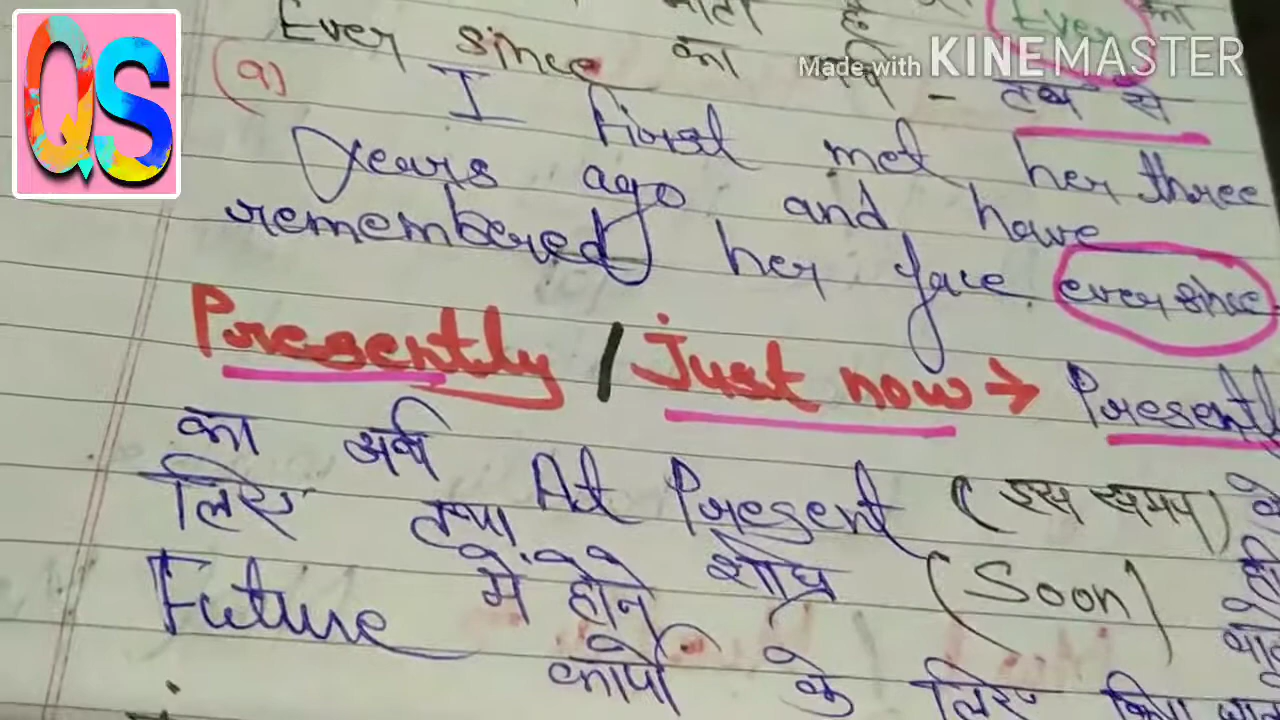 QS
Made with KINEMASTER
Ever
Ever since का अर्थ - तब से
(a) I first met her three
years ago and have
remembered her face ever since
Presently / Just now → Presently
का अर्थ At Present (इस समय) के
लिए तथा शीघ्र (Soon) ही
Future में होने
कार्यो के लिए किया जाता